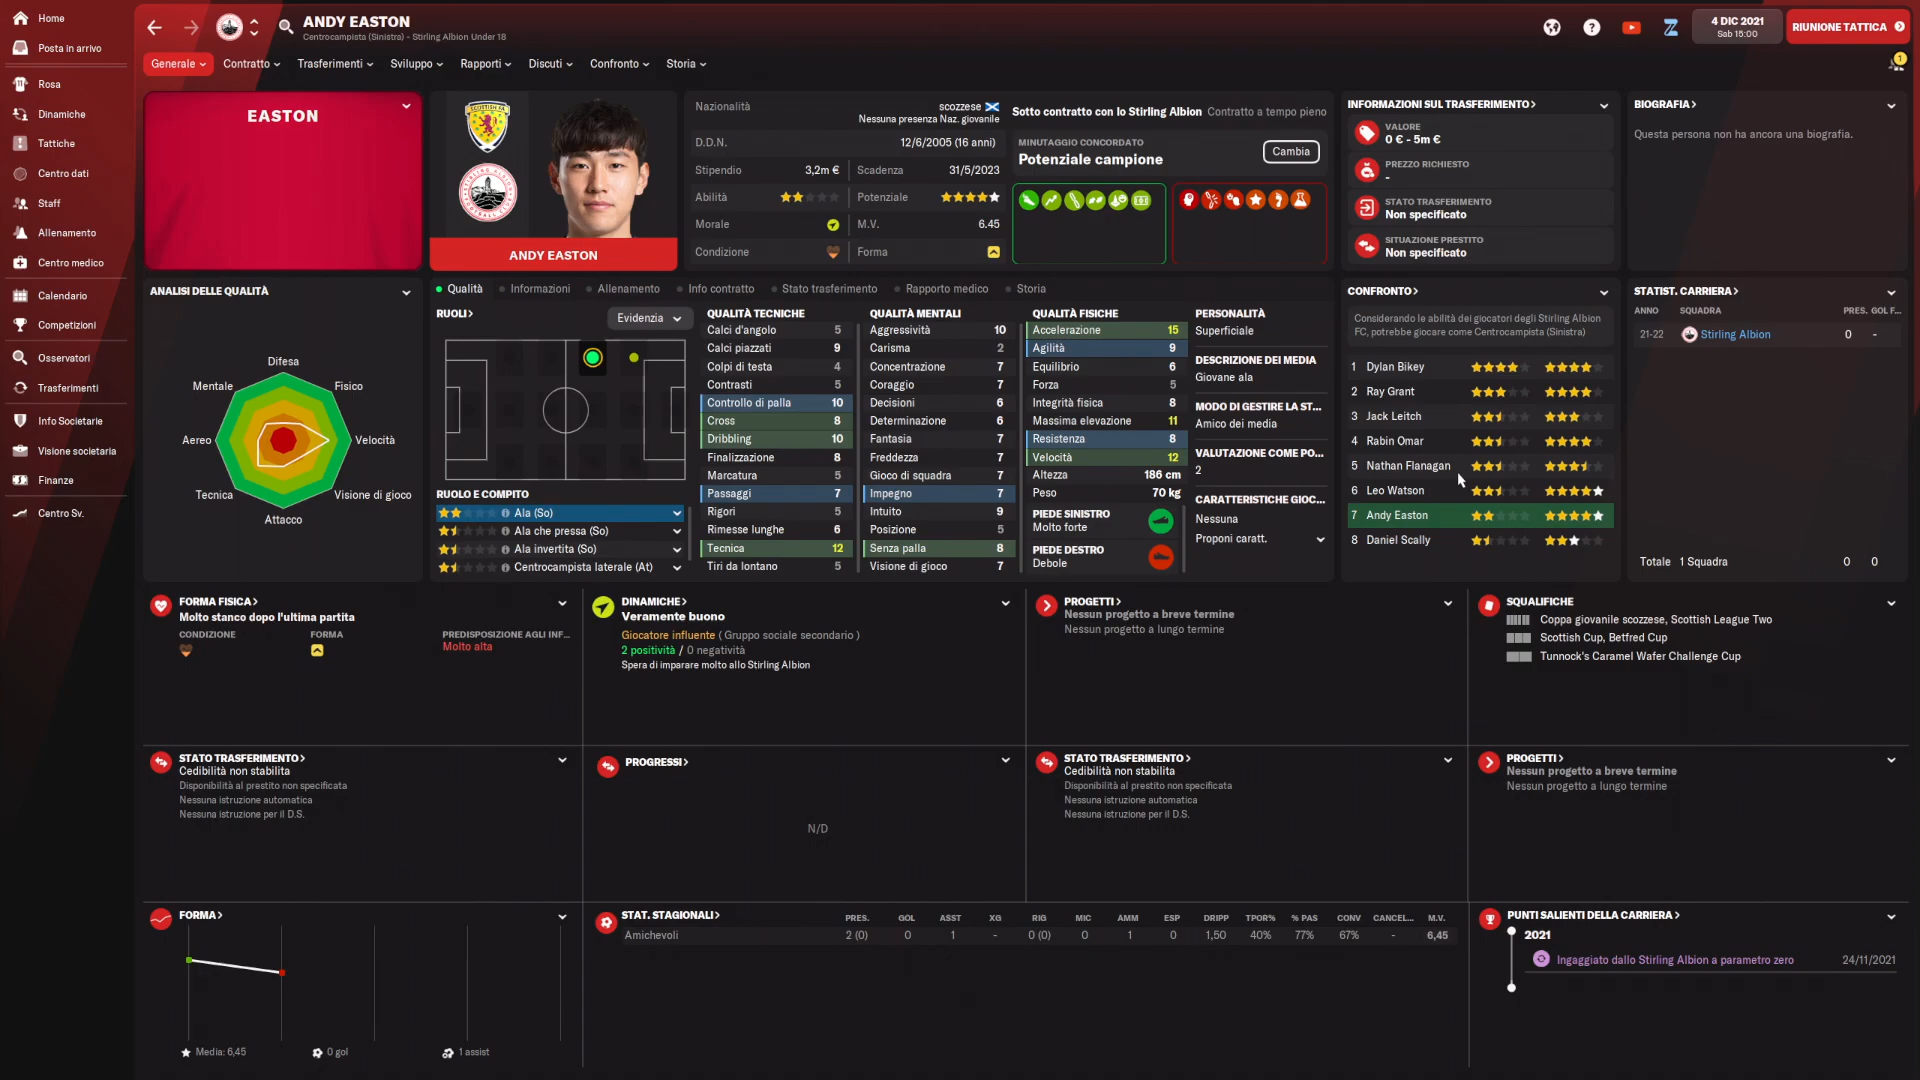 Home
Posta in arrivo
Rosa
Dinamiche
Tattiche
Centro dati
Staff
Allenamento
Centro medico
Calendario
Competizioni
Osservatori
Trasferimenti
Info Societarie
Visione societaria
Finanze
Centro Sv.
ANDY EASTON
Centrocampista (Sinistra) - Stirling Albion Under 18
4 DIC 2021
Sab 15:00
RIUNIONE TATTICA
1
Generale
Contratto
Trasferimenti
Sviluppo
Rapporti
Discuti
Confronto
Storia
EASTON
ANDY EASTON
Nazionalità scozzese
Nessuna presenza Naz. giovanile
D.D.N. 12/6/2005 (16 anni)
Stipendio 3,2m € Scadenza 31/5/2023
Abilità Potenziale
Morale M.V. 6.45
Condizione Forma
Sotto contratto con lo Stirling Albion Contratto a tempo pieno
MINUTAGGIO CONCORDATO
Potenziale campione
Cambia
INFORMAZIONI SUL TRASFERIMENTO>
VALORE
0 € - 5m €
PREZZO RICHIESTO
-
STATO TRASFERIMENTO
Non specificato
SITUAZIONE PRESTITO
Non specificato
BIOGRAFIA>
Questa persona non ha ancora una biografia.
ANALISI DELLE QUALITÀ
Difesa
Mentale Fisico
Aereo Velocità
Tecnica Visione di gioco
Attacco
Qualità
Informazioni
Allenamento
Info contratto
Stato trasferimento
Rapporto medico
Storia
RUOLI>
Evidenzia
RUOLO E COMPITO
Ala (So)
Ala che pressa (So)
Ala invertita (So)
Centrocampista laterale (At)
QUALITÀ TECNICHE
Calci d'angolo 5
Calci piazzati 9
Colpi di testa 4
Contrasti 5
Controllo di palla 10
Cross 8
Dribbling 10
Finalizzazione 8
Marcatura 5
Passaggi 7
Rigori 5
Rimesse lunghe 6
Tecnica 12
Tiri da lontano 5
QUALITÀ MENTALI
Aggressività 10
Carisma 2
Concentrazione 7
Coraggio 7
Decisioni 6
Determinazione 6
Fantasia 7
Freddezza 7
Gioco di squadra 7
Impegno 7
Intuito 9
Posizione 5
Senza palla 8
Visione di gioco 7
QUALITÀ FISICHE
Accelerazione 15
Agilità 9
Equilibrio 6
Forza 5
Integrità fisica 8
Massima elevazione 11
Resistenza 8
Velocità 12
Altezza 186 cm
Peso 70 kg
PIEDE SINISTRO
Molto forte
PIEDE DESTRO
Debole
PERSONALITÀ
Superficiale
DESCRIZIONE DEI MEDIA
Giovane ala
MODO DI GESTIRE LA ST...
Amico dei media
VALUTAZIONE COME PO...
2
CARATTERISTICHE GIOC...
Nessuna
Proponi caratt.
CONFRONTO>
Considerando le abilità dei giocatori degli Stirling Albion
FC, potrebbe giocare come Centrocampista (Sinistra)
1 Dylan Bikey
2 Ray Grant
3 Jack Leitch
4 Rabin Omar
5 Nathan Flanagan
6 Leo Watson
7 Andy Easton
8 Daniel Scally
STATIST. CARRIERA>
ANNO SQUADRA PRES. GOL F...
21-22 Stirling Albion 0 -
Totale 1 Squadra 0 0
FORMA FISICA>
Molto stanco dopo l'ultima partita
CONDIZIONE FORMA PREDISPOSIZIONE AGLI INF...
Molto alta
DINAMICHE>
Veramente buono
Giocatore influente ( Gruppo sociale secondario )
2 positività / 0 negatività
Spera di imparare molto allo Stirling Albion
PROGETTI>
Nessun progetto a breve termine
Nessun progetto a lungo termine
SQUALIFICHE
Coppa giovanile scozzese, Scottish League Two
Scottish Cup, Betfred Cup
Tunnock's Caramel Wafer Challenge Cup
STATO TRASFERIMENTO>
Cedibilità non stabilita
Disponibilità al prestito non specificata
Nessuna istruzione automatica
Nessuna istruzione per il D.S.
PROGRESSI>
N/D
STATO TRASFERIMENTO>
Cedibilità non stabilita
Disponibilità al prestito non specificata
Nessuna istruzione automatica
Nessuna istruzione per il D.S.
PROGETTI>
Nessun progetto a breve termine
Nessun progetto a lungo termine
FORMA>
Media: 6,45
0 gol
1 assist
STAT. STAGIONALI>
PRES. GOL ASST XG RIG MIC AMM ESP DRIPP TPOR% % PAS CONV CANCEL... M.V.
Amichevoli 2 (0) 0 1 - 0 (0) 0 1 0 1,50 40% 77% 67% - 6,45
PUNTI SALIENTI DELLA CARRIERA>
2021
Ingaggiato dallo Stirling Albion a parametro zero 24/11/2021